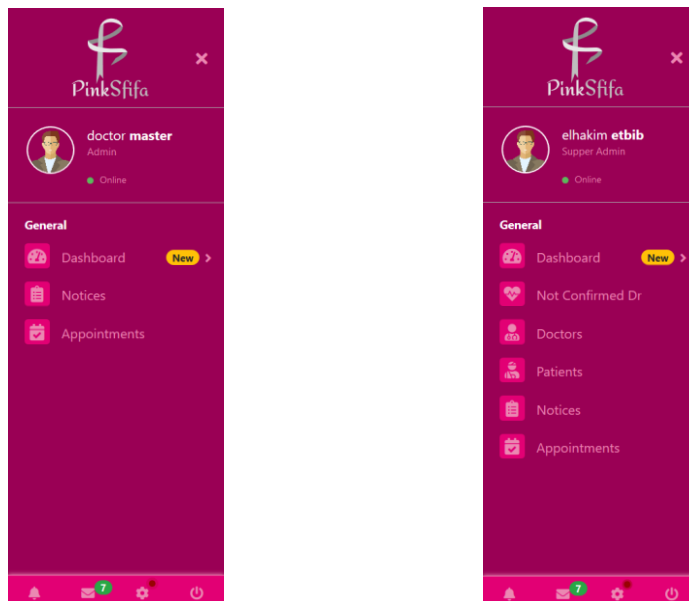 PinkSfifa
doctor master
Admin
Online
General
Dashboard New
Notices
Appointments
7
PinkSfifa
elhakim etbib
Supper Admin
Online
General
Dashboard New
Not Confirmed Dr
Doctors
Patients
Notices
Appointments
7